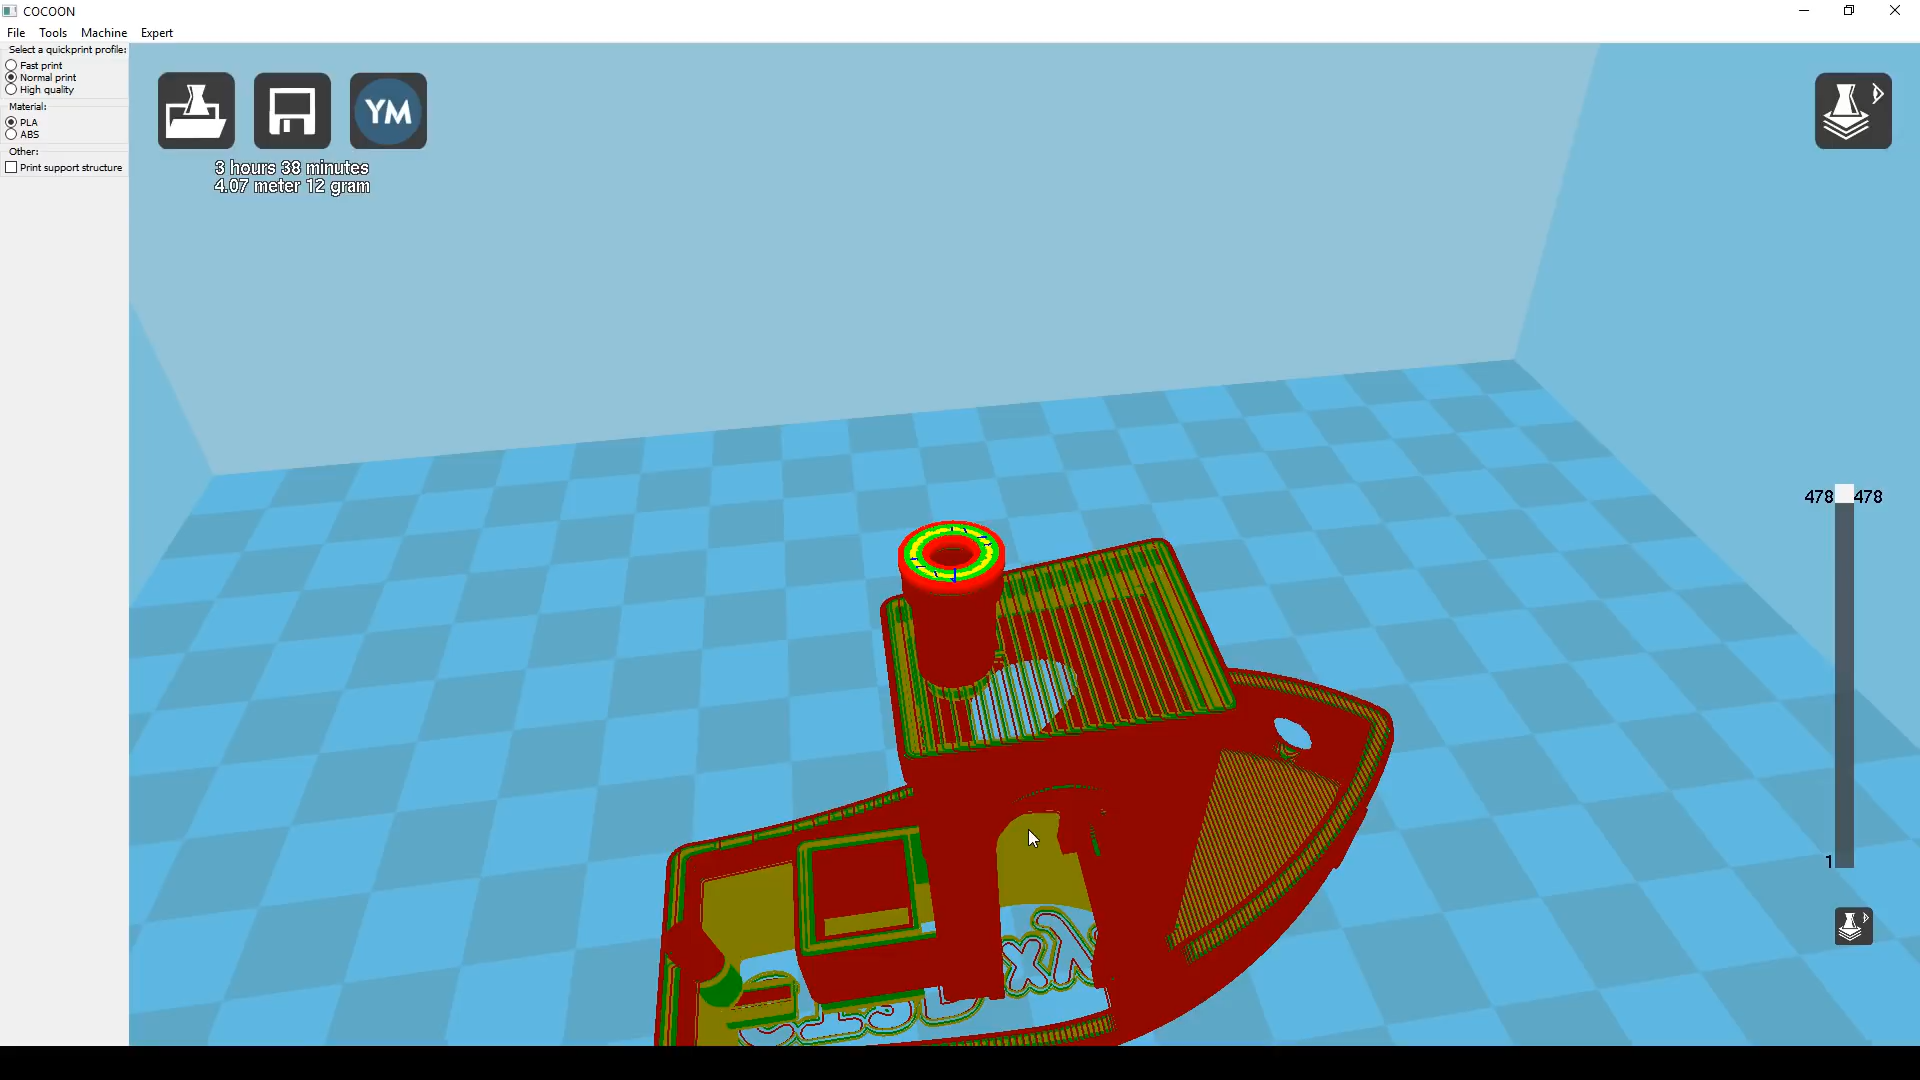 COCOON
File Tools Machine Expert
Select a quickprint profile:
Fast print
Normal print
High quality
Material:
PLA
ABS
Other:
Print support structure
YM
3 hours 38 minutes
4.07 meter 12 gram
478 478
1